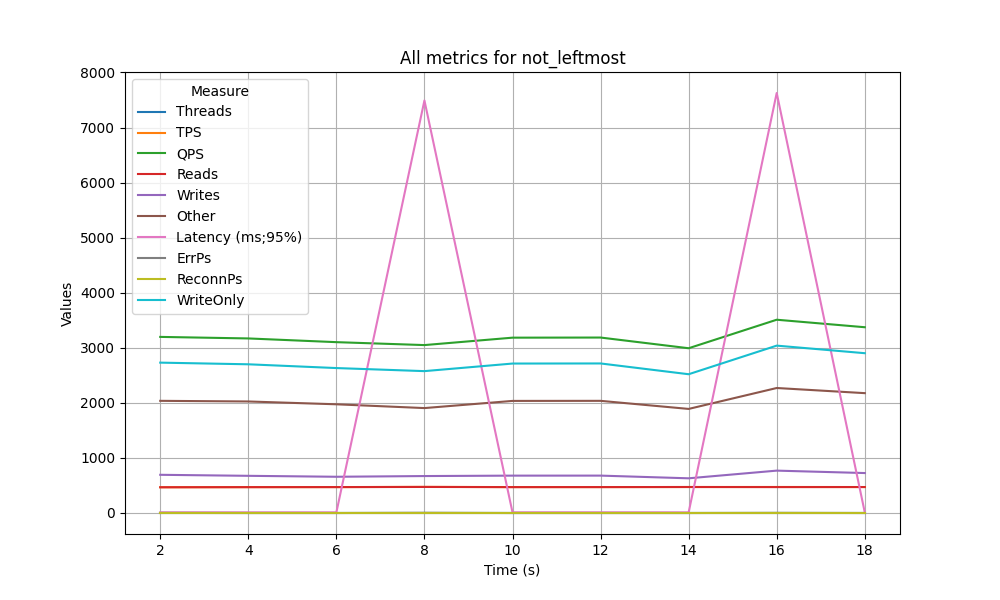 All metrics for not_leftmost
Measure
Threads
TPS
QPS
Reads
Writes
Other
Latency (ms;95%)
ErrPs
ReconnPs
WriteOnly
Values
8000
7000
6000
5000
4000
3000
2000
1000
0
2 4 6 8 10 12 14 16 18
Time (s)